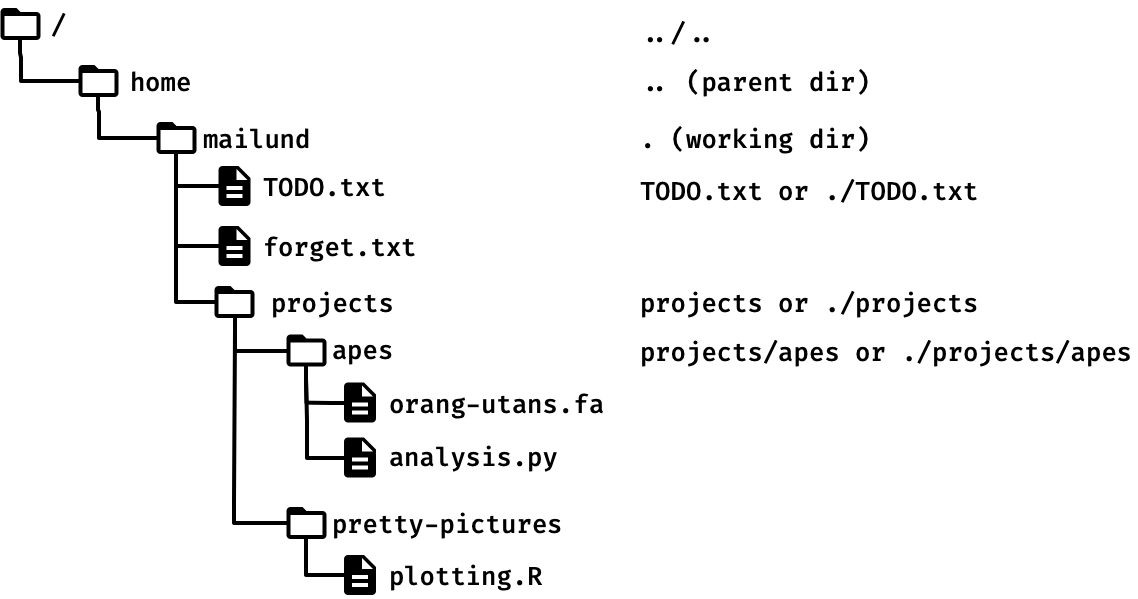 / ../..
home .. (parent dir)
mailund . (working dir)
TODO.txt TODO.txt or ./TODO.txt
forget.txt
projects projects or ./projects
apes projects/apes or ./projects/apes
orang-utans.fa
analysis.py
pretty-pictures
plotting.R